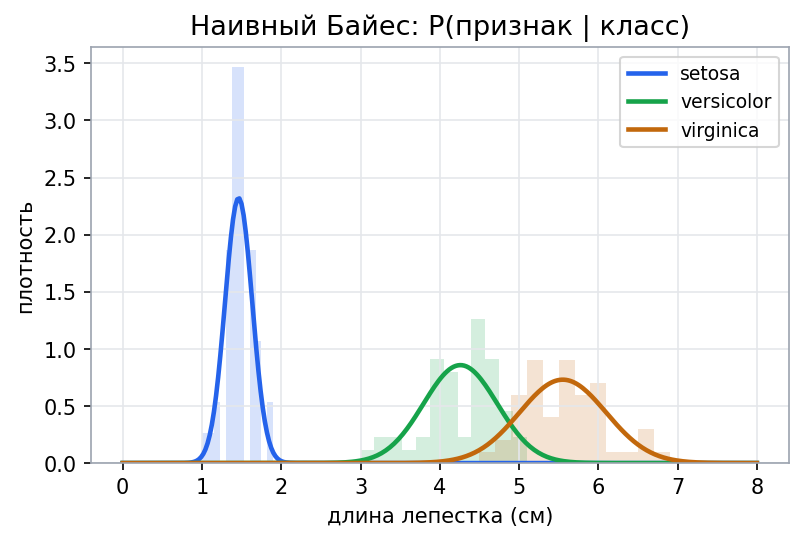 Наивный Байес: P(признак | класс)
3.5
3.0
2.5
2.0
1.5
1.0
0.5
0.0
плотность
setosa
versicolor
virginica
0 1 2 3 4 5 6 7 8
длина лепестка (см)